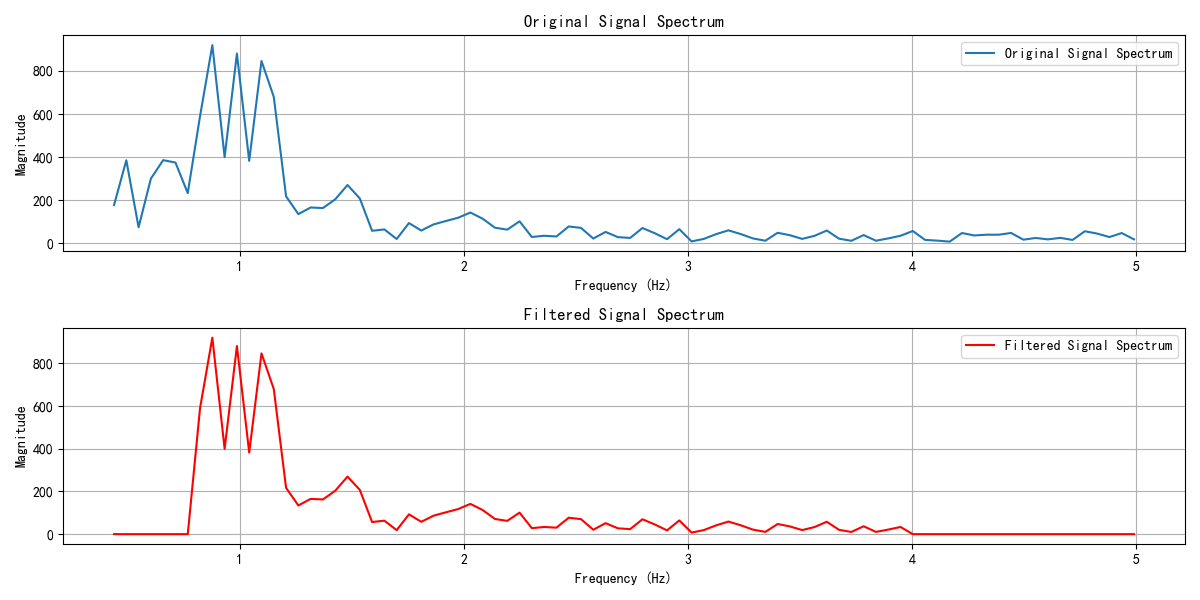 Original Signal Spectrum
Original Signal Spectrum
Magnitude
800
600
400
200
0
1 2 3 4 5
Frequency (Hz)
Filtered Signal Spectrum
Filtered Signal Spectrum
Magnitude
800
600
400
200
0
1 2 3 4 5
Frequency (Hz)